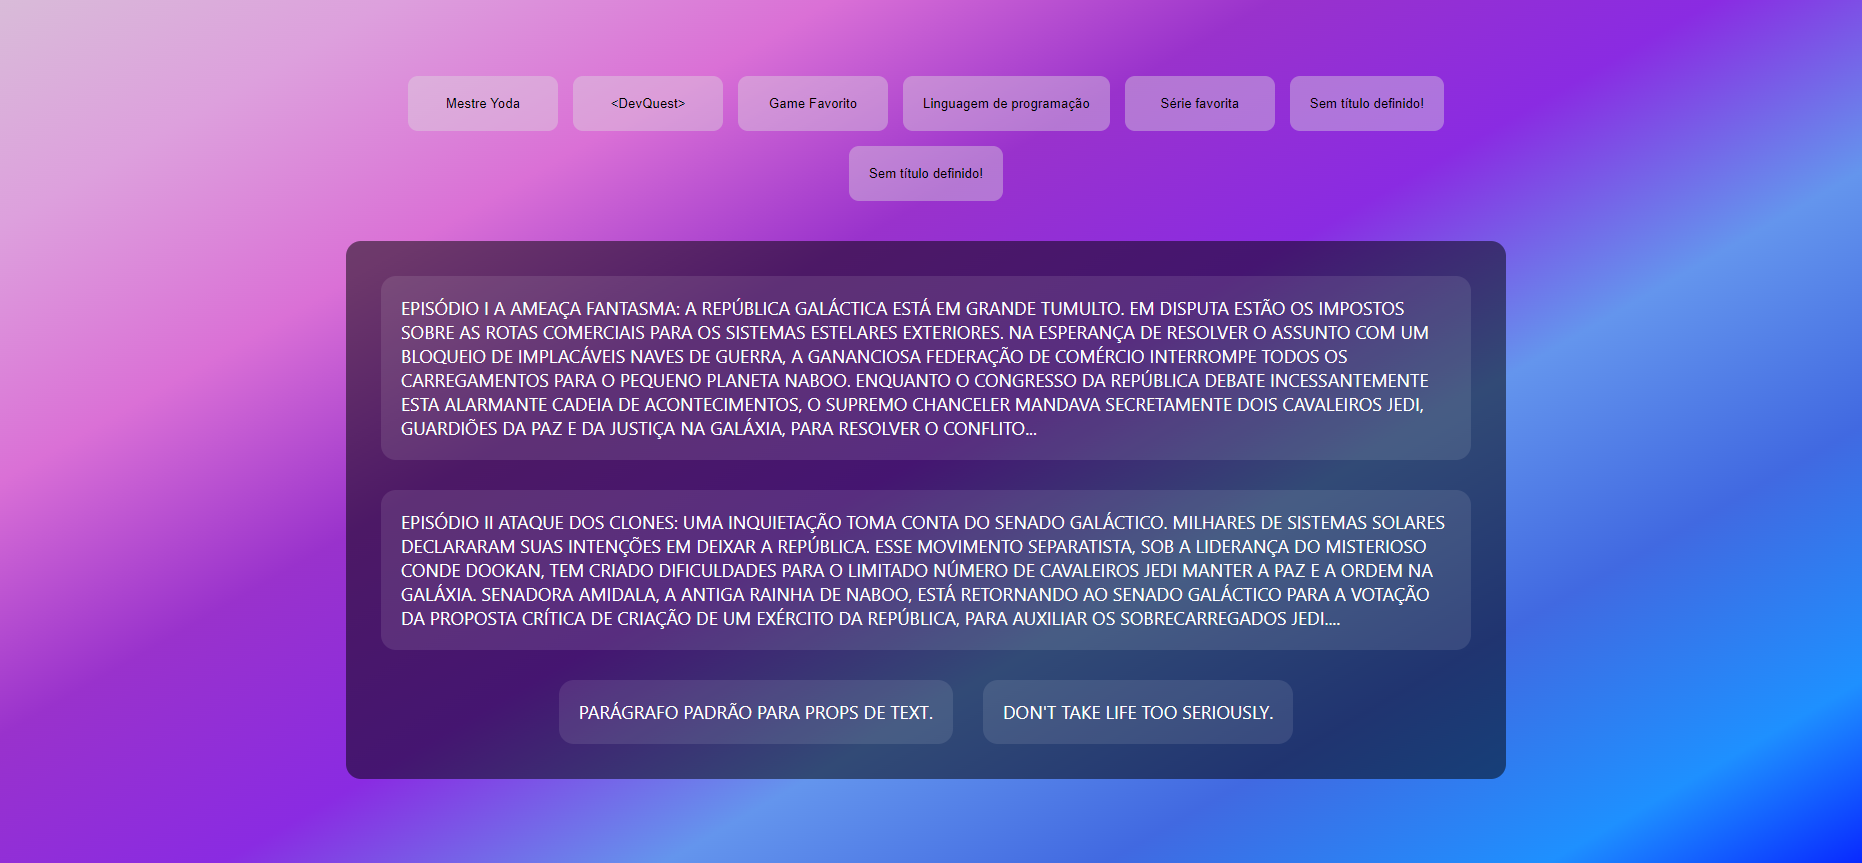 Mestre Yoda
<DevQuest>
Game Favorito
Linguagem de programação
Série favorita
Sem título definido!
Sem título definido!
EPISÓDIO I A AMEAÇA FANTASMA: A REPÚBLICA GALÁCTICA ESTÁ EM GRANDE TUMULTO. EM DISPUTA ESTÃO OS IMPOSTOS
SOBRE AS ROTAS COMERCIAIS PARA OS SISTEMAS ESTELARES EXTERIORES. NA ESPERANÇA DE RESOLVER O ASSUNTO COM UM
BLOQUEIO DE IMPLACÁVEIS NAVES DE GUERRA, A GANANCIOSA FEDERAÇÃO DE COMÉRCIO INTERROMPE TODOS OS
CARREGAMENTOS PARA O PEQUENO PLANETA NABOO. ENQUANTO O CONGRESSO DA REPÚBLICA DEBATE INCESSANTEMENTE
ESTA ALARMANTE CADEIA DE ACONTECIMENTOS, O SUPREMO CHANCELER MANDAVA SECRETAMENTE DOIS CAVALEIROS JEDI,
GUARDIÕES DA PAZ E DA JUSTIÇA NA GALÁXIA, PARA RESOLVER O CONFLITO...
EPISÓDIO II ATAQUE DOS CLONES: UMA INQUIETAÇÃO TOMA CONTA DO SENADO GALÁCTICO. MILHARES DE SISTEMAS SOLARES
DECLARARAM SUAS INTENÇÕES EM DEIXAR A REPÚBLICA. ESSE MOVIMENTO SEPARATISTA, SOB A LIDERANÇA DO MISTERIOSO
CONDE DOOKAN, TEM CRIADO DIFICULDADES PARA O LIMITADO NÚMERO DE CAVALEIROS JEDI MANTER A PAZ E A ORDEM NA
GALÁXIA. SENADORA AMIDALA, A ANTIGA RAINHA DE NABOO, ESTÁ RETORNANDO AO SENADO GALÁCTICO PARA A VOTAÇÃO
DA PROPOSTA CRÍTICA DE CRIAÇÃO DE UM EXÉRCITO DA REPÚBLICA, PARA AUXILIAR OS SOBRECARREGADOS JEDI....
PARÁGRAFO PADRÃO PARA PROPS DE TEXT.
DON'T TAKE LIFE TOO SERIOUSLY.